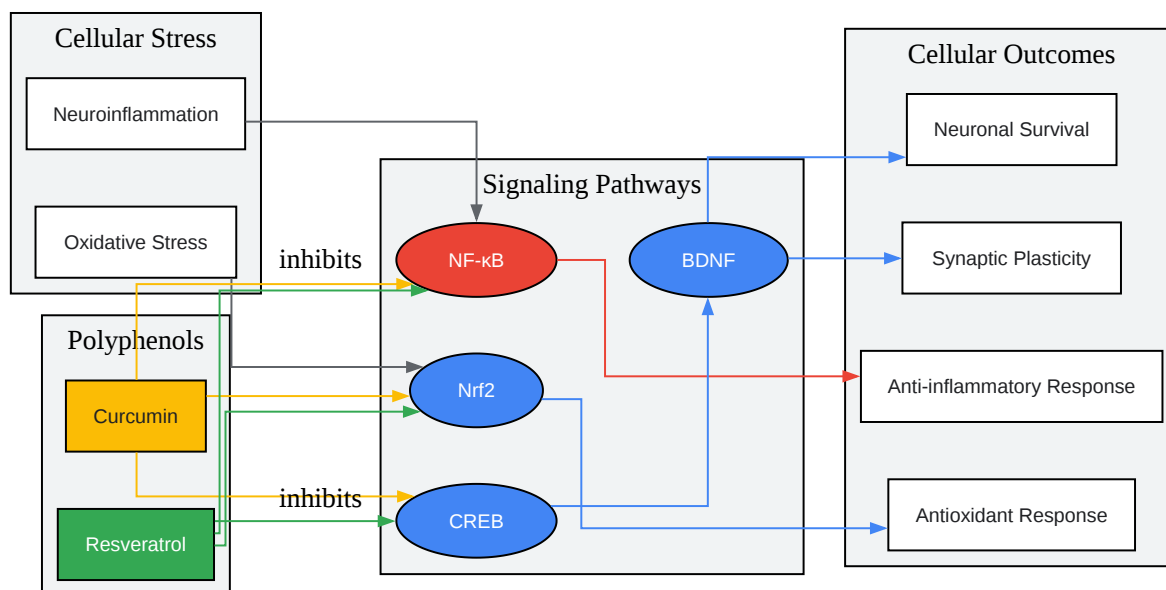 Cellular Stress
Neuroinflammation
Oxidative Stress
Polyphenols
Curcumin
Resveratrol
inhibits
inhibits
Signaling Pathways
NF-κB
BDNF
Nrf2
CREB
Cellular Outcomes
Neuronal Survival
Synaptic Plasticity
Anti-inflammatory Response
Antioxidant Response